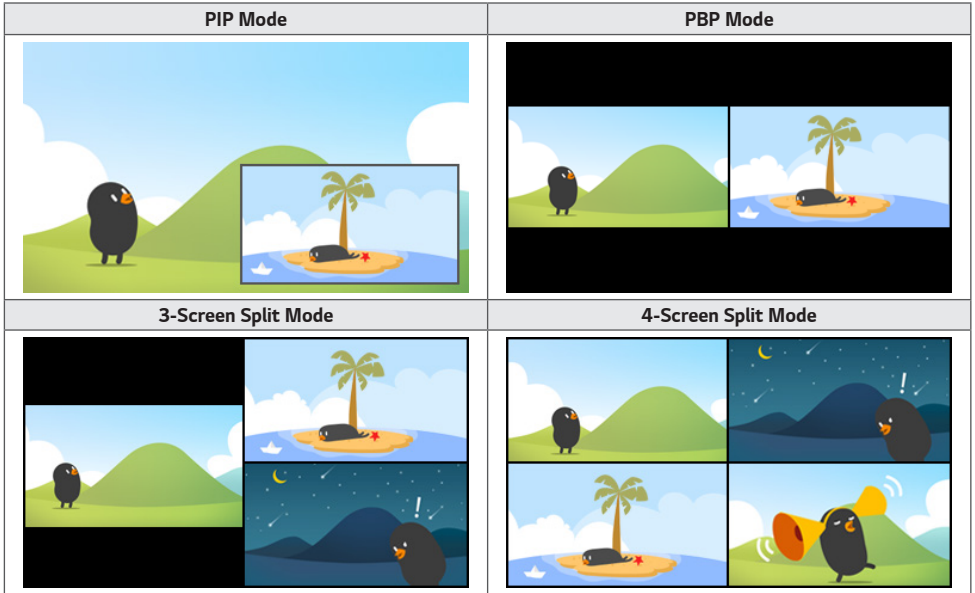 PIP Mode
PBP Mode
3-Screen Split Mode
4-Screen Split Mode
!
!